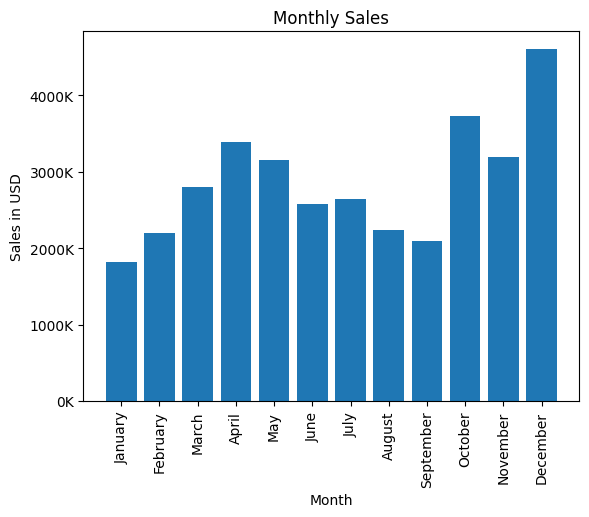 Monthly Sales
Sales in USD
4000K
3000K
2000K
1000K
0K
January
February
March
April
May
June
July
August
September
October
November
December
Month